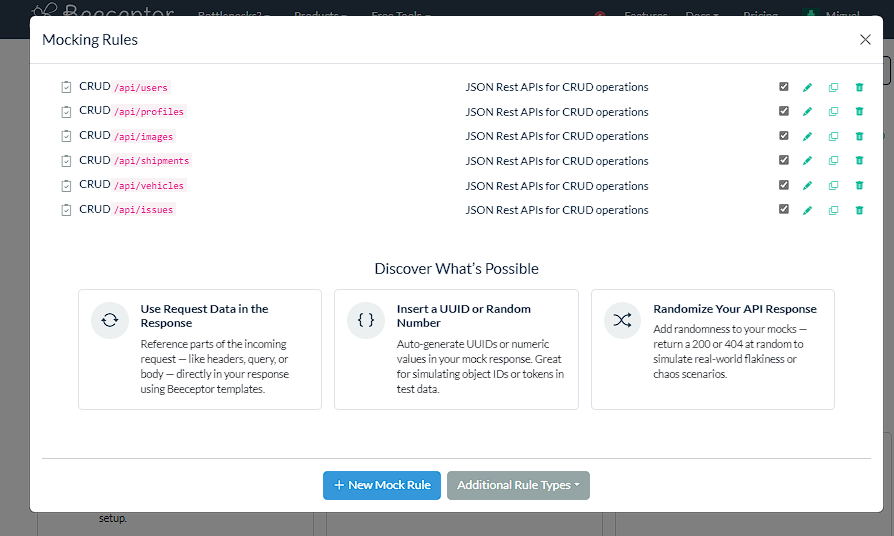 Beeceptor
Bottlenecks? Products Free Tools Features Docs Pricing Miguel
Mocking Rules
CRUD /api/users JSON Rest APIs for CRUD operations
CRUD /api/profiles JSON Rest APIs for CRUD operations
CRUD /api/images JSON Rest APIs for CRUD operations
CRUD /api/shipments JSON Rest APIs for CRUD operations
CRUD /api/vehicles JSON Rest APIs for CRUD operations
CRUD /api/issues JSON Rest APIs for CRUD operations
Discover What's Possible
Use Request Data in the
Response
Reference parts of the incoming
request — like headers, query, or
body — directly in your response
using Beeceptor templates.
Insert a UUID or Random
Number
Auto-generate UUIDs or numeric
values in your mock response. Great
for simulating object IDs or tokens in
test data.
Randomize Your API Response
Add randomness to your mocks —
return a 200 or 404 at random to
simulate real-world flakiness or
chaos scenarios.
+ New Mock Rule
Additional Rule Types
setup.